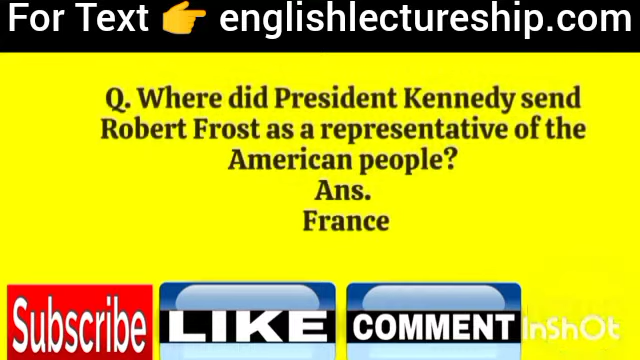 For Text 👉 englishlectureship.com
Q. Where did President Kennedy send
Robert Frost as a representative of the
American people?
Ans.
France
Subscribe
LIKE
COMMENT
InShOt